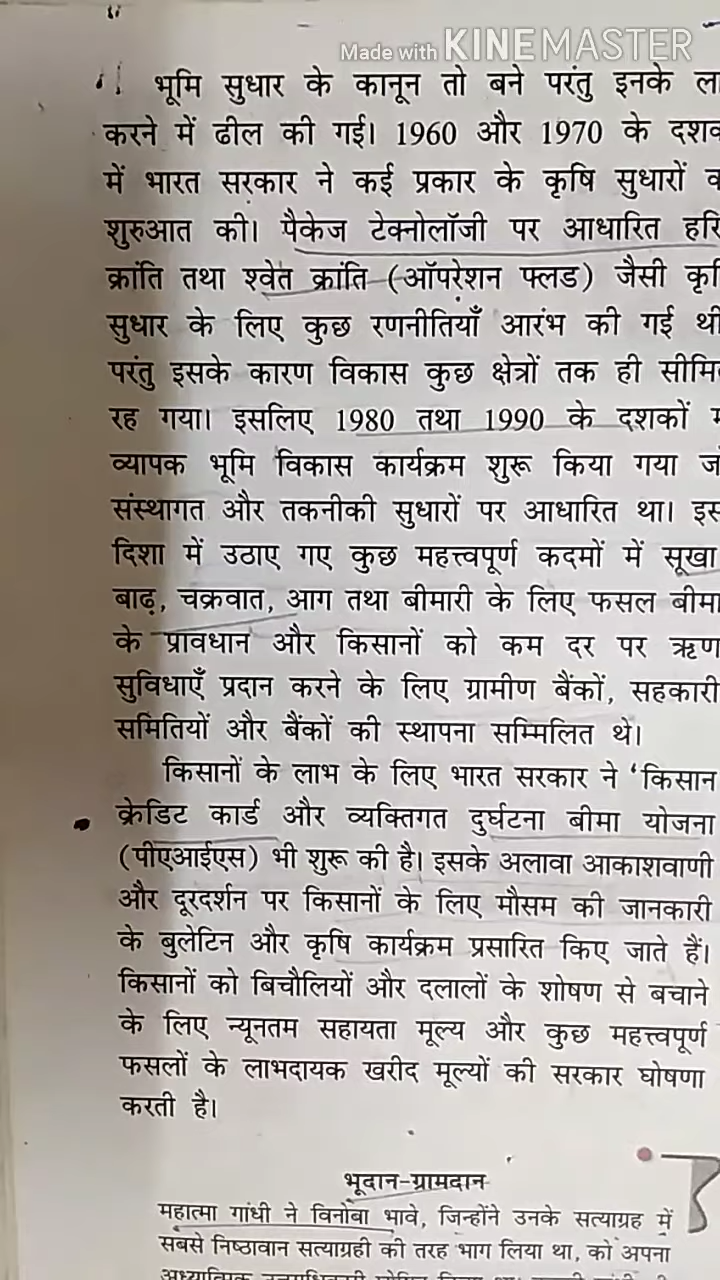 Made with KINEMASTER
भूमि सुधार के कानून तो बने परंतु इनके
करने में ढील की गई। 1960 और 1970 के
में भारत सरकार ने कई प्रकार के कृषि सुधारों
शुरुआत की। पैकेज टेक्नोलॉजी पर आधारित
क्रांति तथा श्वेत क्रांति (ऑपरेशन फ्लड) जैसी
सुधार के लिए कुछ रणनीतियाँ आरंभ की गई
परंतु इसके कारण विकास कुछ क्षेत्रों तक ही
रह गया। इसलिए 1980 तथा 1990 के दशकों
व्यापक भूमि विकास कार्यक्रम शुरू किया गया
संस्थागत और तकनीकी सुधारों पर आधारित था।
दिशा में उठाए गए कुछ महत्त्वपूर्ण कदमों में सूखा
बाढ़, चक्रवात, आग तथा बीमारी के लिए फसल बीमा
के प्रावधान और किसानों को कम दर पर ऋण
सुविधाएँ प्रदान करने के लिए ग्रामीण बैंकों, सहकारी
समितियों और बैंकों की स्थापना सम्मिलित थे।
किसानों के लाभ के लिए भारत सरकार ने ‘किसान
क्रेडिट कार्ड और व्यक्तिगत दुर्घटना बीमा योजना
(पीएआईएस) भी शुरू की है। इसके अलावा आकाशवाणी
और दूरदर्शन पर किसानों के लिए मौसम की जानकारी
के बुलेटिन और कृषि कार्यक्रम प्रसारित किए जाते हैं।
किसानों को बिचौलियों और दलालों के शोषण से बचाने
के लिए न्यूनतम सहायता मूल्य और कुछ महत्त्वपूर्ण
फसलों के लाभदायक खरीद मूल्यों की सरकार घोषणा
करती है।
भूदान-ग्रामदान
महात्मा गांधी ने विनोबा भावे, जिन्होंने उनके सत्याग्रह में
सबसे निष्ठावान सत्याग्रही की तरह भाग लिया था, को अपना